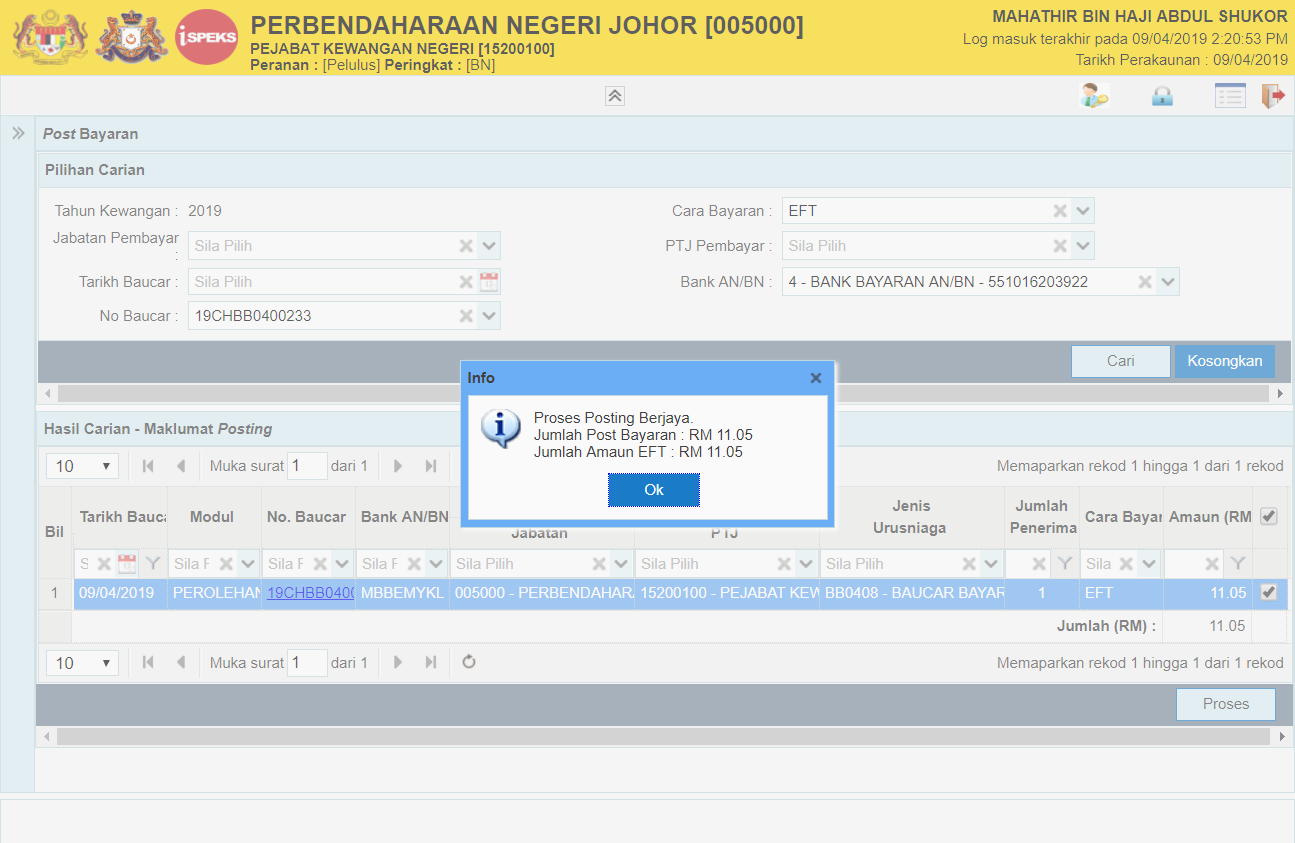 iSPEKS
PERBENDAHARAAN NEGERI JOHOR [005000]
PEJABAT KEWANGAN NEGERI [15200100]
Peranan : [Pelulus] Peringkat : [BN]
MAHATHIR BIN HAJI ABDUL SHUKOR
Log masuk terakhir pada 09/04/2019 2:20:53 PM
Tarikh Perakaunan : 09/04/2019
Post Bayaran
Pilihan Carian
Tahun Kewangan : 2019
Cara Bayaran : EFT
Jabatan Pembayar : Sila Pilih
PTJ Pembayar : Sila Pilih
Tarikh Baucar : Sila Pilih
Bank AN/BN : 4 - BANK BAYARAN AN/BN - 551016203922
No Baucar : 19CHBB0400233
Cari Kosongkan
Info
Proses Posting Berjaya.
Jumlah Post Bayaran : RM 11.05
Jumlah Amaun EFT : RM 11.05
Ok
Hasil Carian - Maklumat Posting
10 Muka surat 1 dari 1 Memaparkan rekod 1 hingga 1 dari 1 rekod
Bil Tarikh Bauca Modul No. Baucar Bank AN/BN Jabatan PTJ Jenis Urusniaga Jumlah Penerima Cara Bayar Amaun (RM
S Sila F Sila F Sila F Sila Pilih Sila Pilih Sila Pilih Sila
1 09/04/2019 PEROLEHAN 19CHBB0400 MBBEMYKL 005000 - PERBENDAHAR 15200100 - PEJABAT KEW BB0408 - BAUCAR BAYAR 1 EFT 11.05
Jumlah (RM) : 11.05
10 Muka surat 1 dari 1 Memaparkan rekod 1 hingga 1 dari 1 rekod
Proses